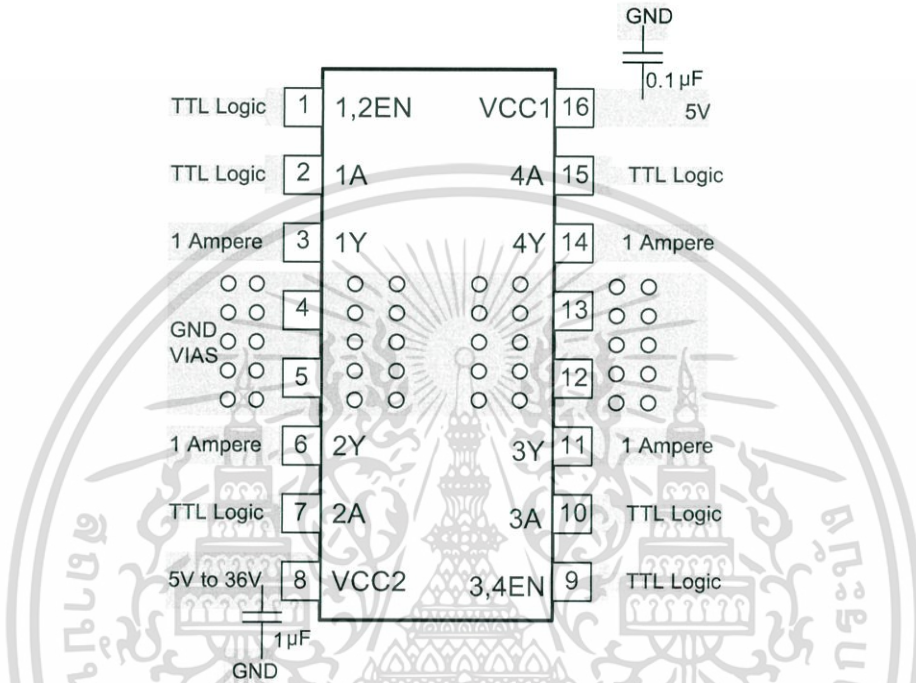 GND
0.1 µF
5V
TTL Logic 1 1,2EN VCC1 16
TTL Logic 2 1A 4A 15 TTL Logic
1 Ampere 3 1Y 4Y 14 1 Ampere
4 13
GND
VIAS
5 12
1 Ampere 6 2Y 3Y 11 1 Ampere
TTL Logic 7 2A 3A 10 TTL Logic
5V to 36V 8 VCC2 3,4EN 9 TTL Logic
1µF
GND